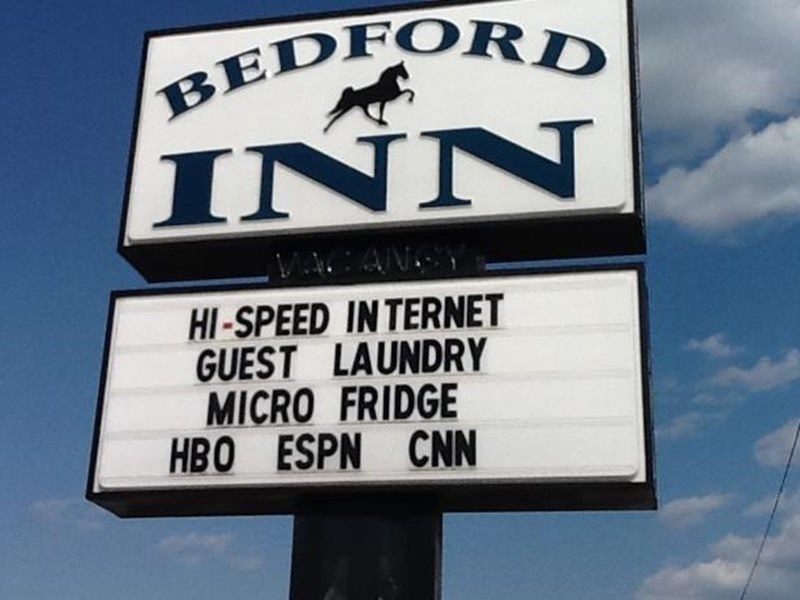 BEDFORD
INN
VACANCY
HI-SPEED INTERNET
GUEST LAUNDRY
MICRO FRIDGE
HBO ESPN CNN